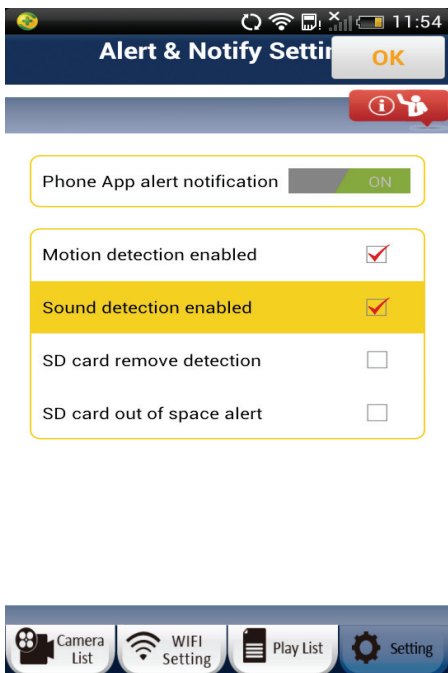 11:54
Alert & Notify Settin
OK
Phone App alert notification ON
Motion detection enabled
Sound detection enabled
SD card remove detection
SD card out of space alert
Camera List
WIFI Setting
Play List
Setting